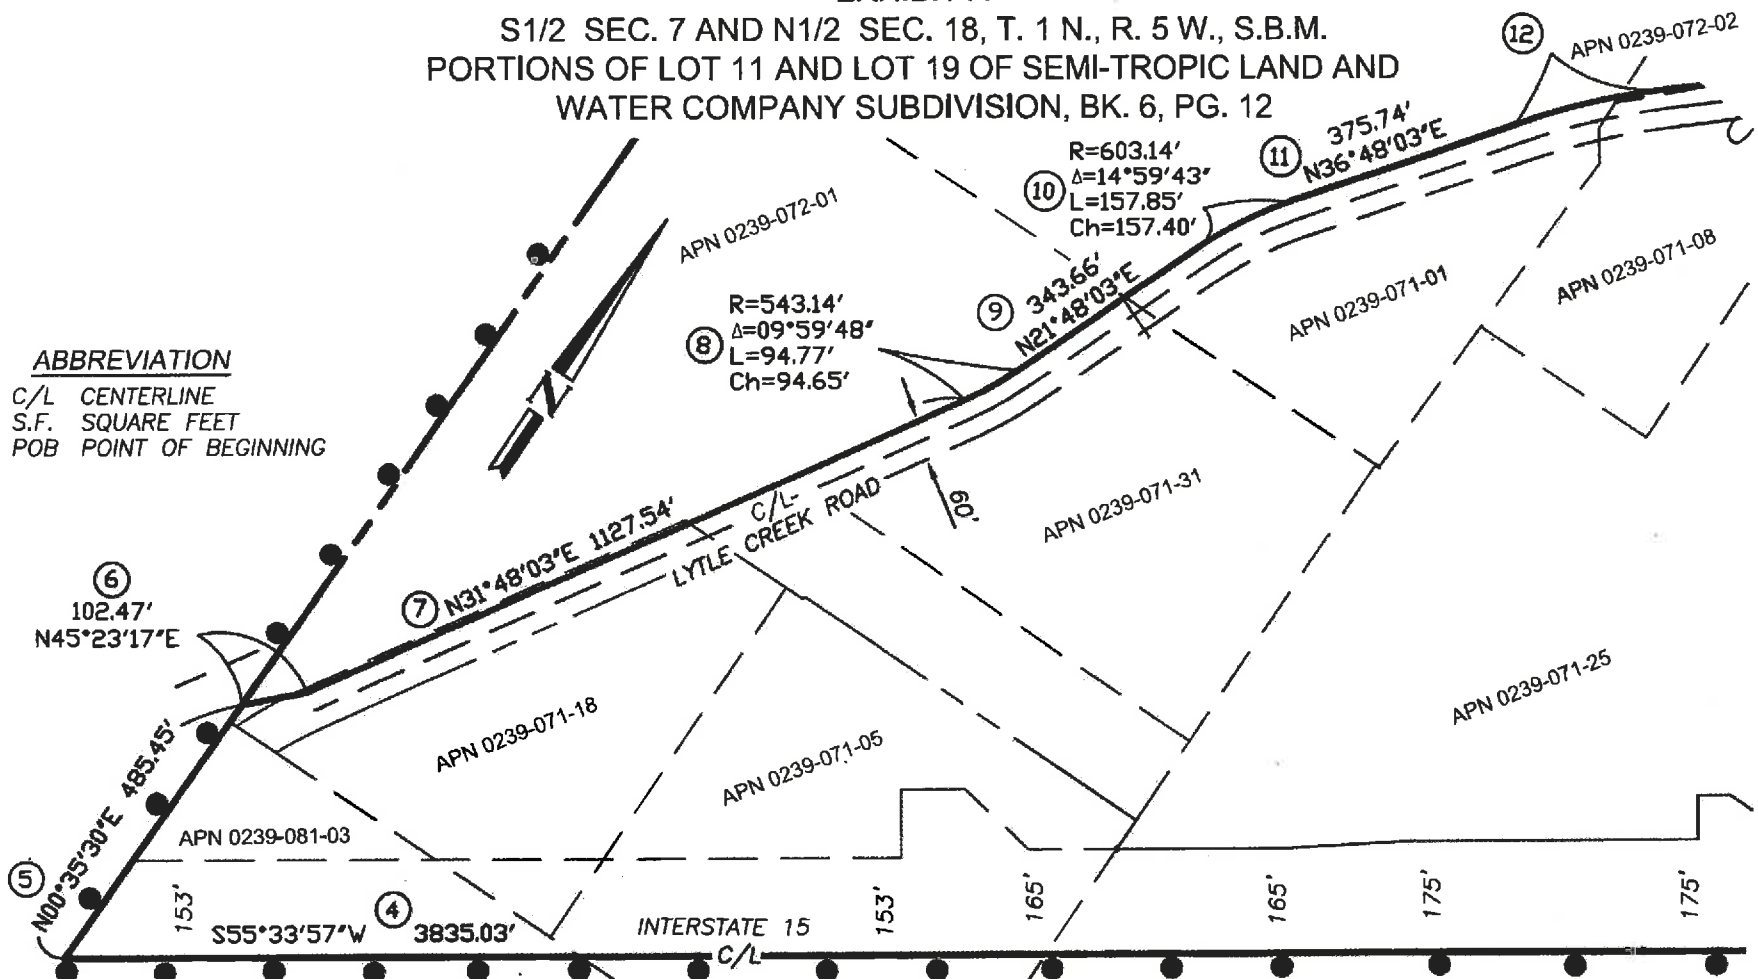 S1/2 SEC. 7 AND N1/2 SEC. 18, T. 1 N., R. 5 W., S.B.M.
PORTIONS OF LOT 11 AND LOT 19 OF SEMI-TROPIC LAND AND
WATER COMPANY SUBDIVISION, BK. 6, PG. 12
12
APN 0239-072-02
375.74'
11
N36°48'03"E
R=603.14'
10
Δ=14°59'43"
L=157.85'
Ch=157.40'
APN 0239-072-01
APN 0239-071-08
APN 0239-071-01
343.66'
9
N21°48'03"E
R=543.14'
8
Δ=09°59'48"
L=94.77'
Ch=94.65'
N
ABBREVIATION
C/L CENTERLINE
S.F. SQUARE FEET
POB POINT OF BEGINNING
60'
C/L
LYTLE CREEK ROAD
APN 0239-071-31
7
N31°48'03"E 1127.54'
6
102.47'
N45°23'17"E
APN 0239-071-25
APN 0239-071-18
APN 0239-071-05
5
N00°35'30"E 485.45'
APN 0239-081-03
153'
153'
165'
165'
175'
175'
S55°33'57"W
4
3835.03'
INTERSTATE 15
C/L